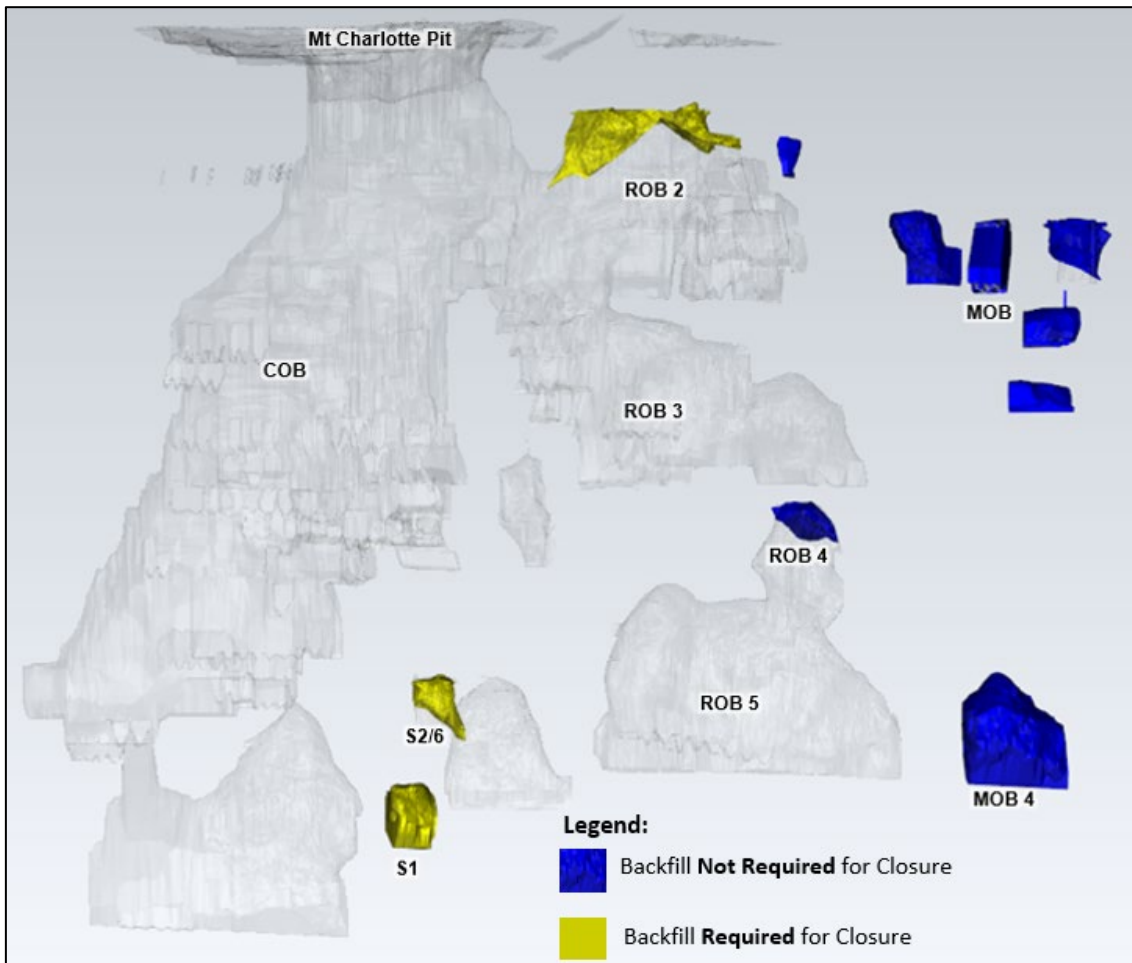 Mt Charlotte Pit
ROB 2
MOB
COB
ROB 3
ROB 4
ROB 5
S2/6
MOB 4
S1
Legend:
Backfill Not Required for Closure
Backfill Required for Closure